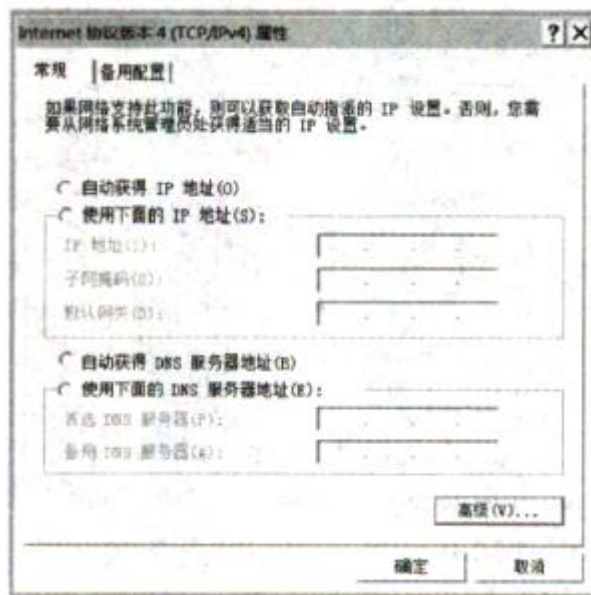 Internet 协议版本 4 (TCP/IPv4) 属性
常规 备用配置
如果网络支持此功能，则可以获取自动指派的 IP 设置。否则，您需
要从网络系统管理员处获得适当的 IP 设置。
自动获得 IP 地址(O)
使用下面的 IP 地址(S):
IP 地址(I):
子网掩码(U):
默认网关(D):
自动获得 DNS 服务器地址(B)
使用下面的 DNS 服务器地址(E):
首选 DNS 服务器(P):
备用 DNS 服务器(A):
高级(V)...
确定 取消